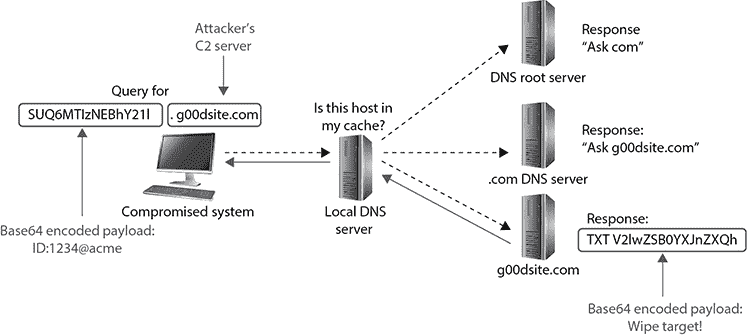 Attacker's
C2 server
Query for
SUQ6MTIzNEBhY21l
. g00dsite.com
Base64 encoded payload:
ID:1234@acme
Compromised system
Is this host in
my cache?
Local DNS
server
Response
"Ask com"
DNS root server
Response:
"Ask g00dsite.com"
.com DNS server
Response:
TXT V2lwZSB0YXJnZXQh
g00dsite.com
Base64 encoded payload:
Wipe target!